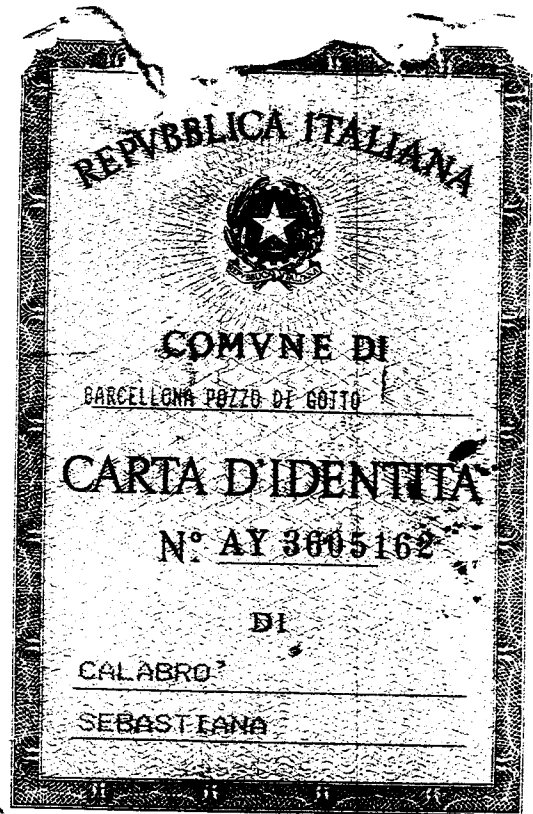 REPVBBLICA ITALIANA
COMVNE DI
BARCELLONA POZZO DI GOTTO
CARTA D'IDENTITA
N° AY 3605162
DI
CALABRO'
SEBASTIANA